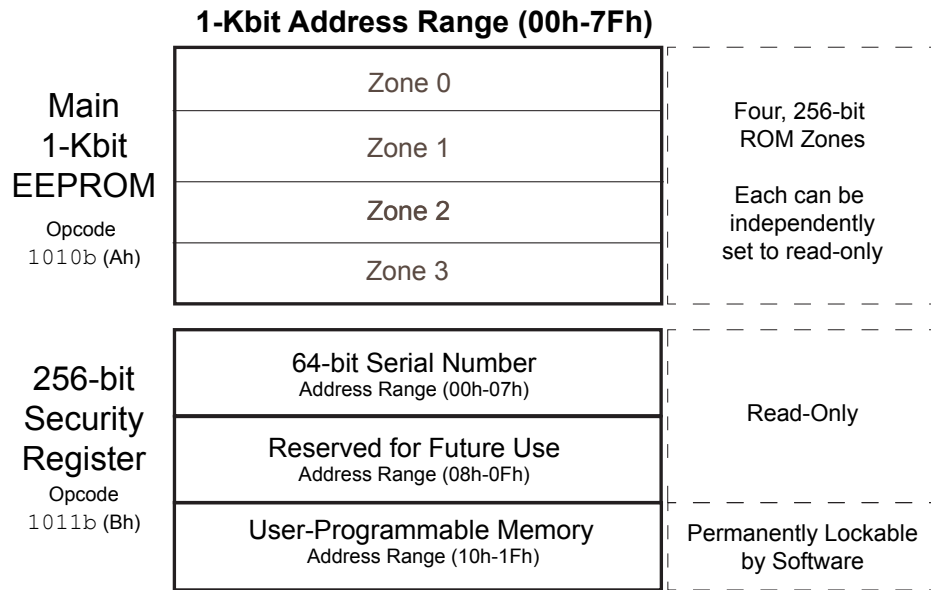 1-Kbit Address Range (00h-7Fh)
Main
1-Kbit
EEPROM
Opcode
1010b (Ah)
Zone 0
Zone 1
Zone 2
Zone 3
Four, 256-bit
ROM Zones
Each can be
independently
set to read-only
256-bit
Security
Register
Opcode
1011b (Bh)
64-bit Serial Number
Address Range (00h-07h)
Reserved for Future Use
Address Range (08h-0Fh)
User-Programmable Memory
Address Range (10h-1Fh)
Read-Only
Permanently Lockable
by Software